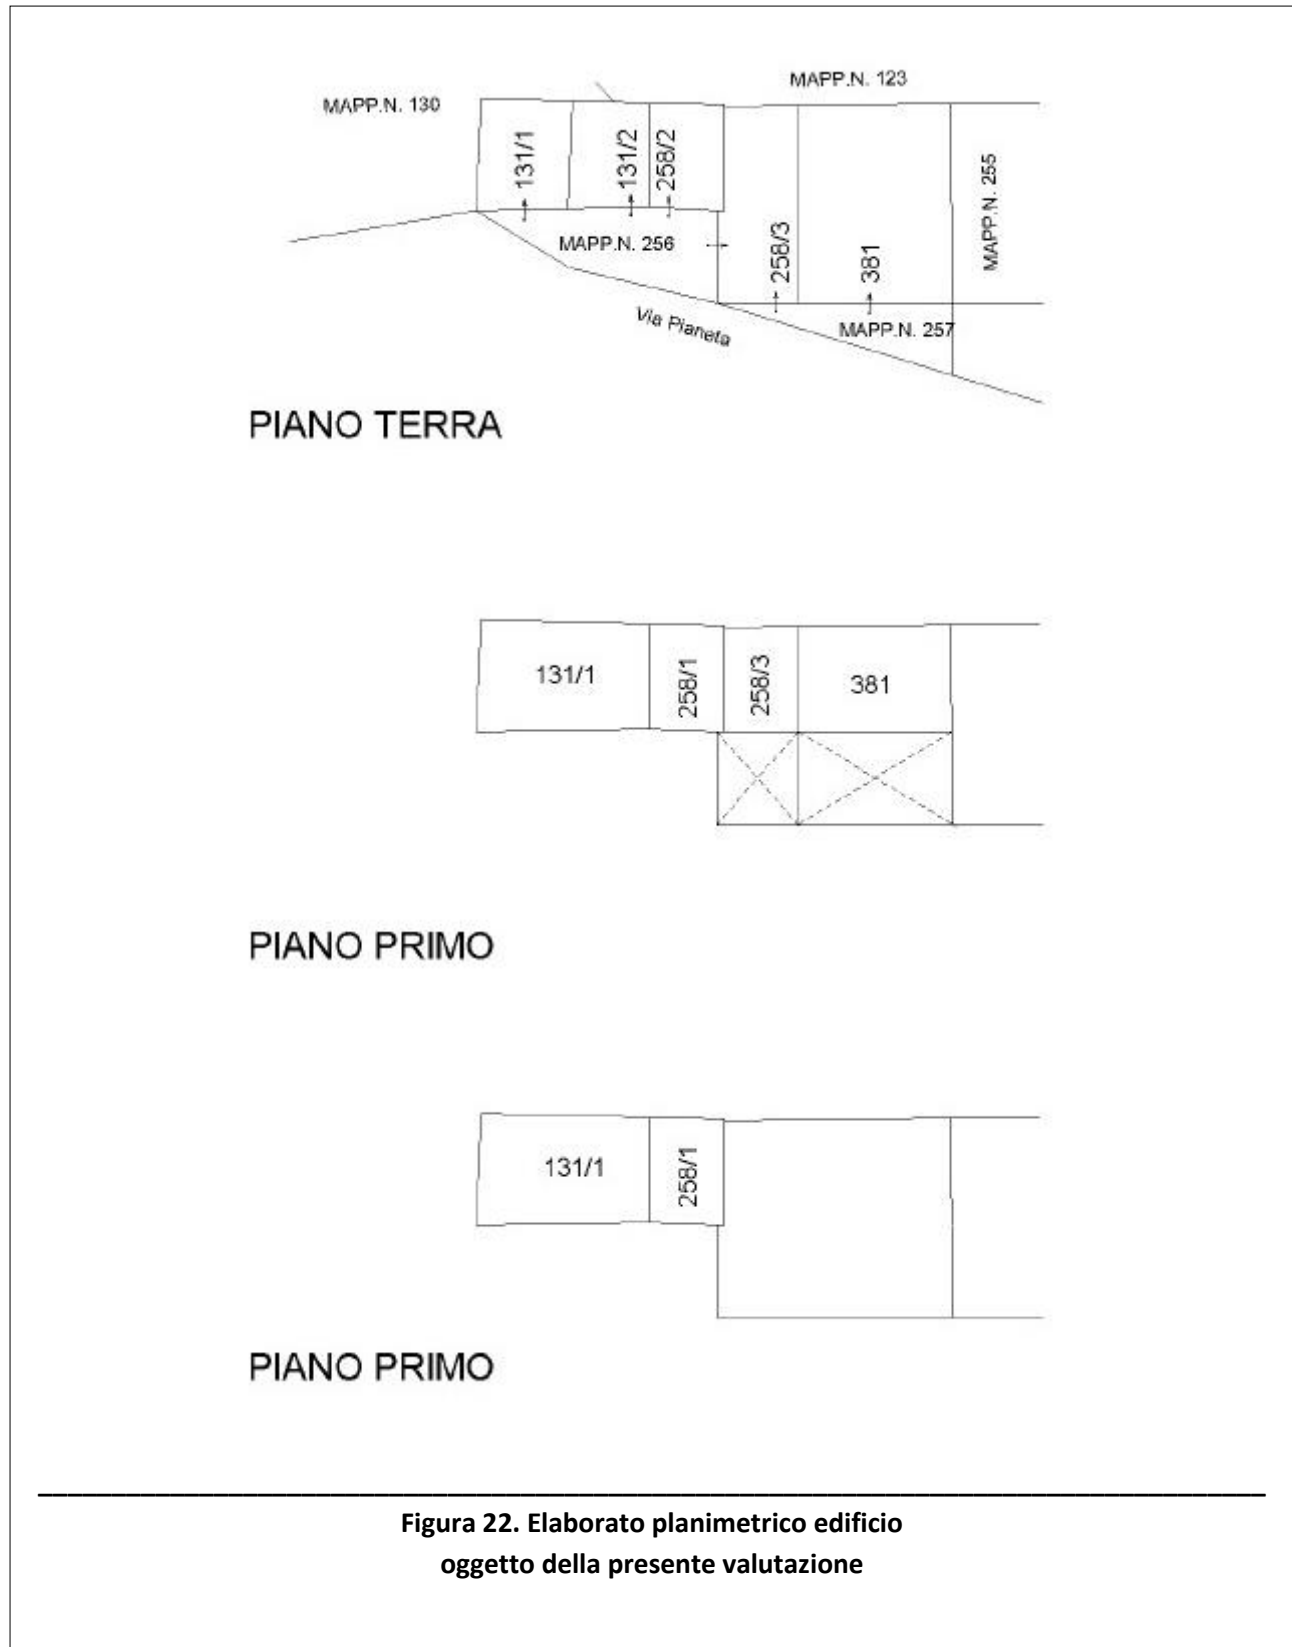 MAPP.N. 123
MAPP.N. 130
131/1
131/2
258/2
MAPP.N. 255
MAPP.N. 256
258/3
381
Via Pianeta
MAPP.N. 257
PIANO TERRA
131/1
258/1
258/3
381
PIANO PRIMO
131/1
258/1
PIANO PRIMO
Figura 22. Elaborato planimetrico edificio
oggetto della presente valutazione